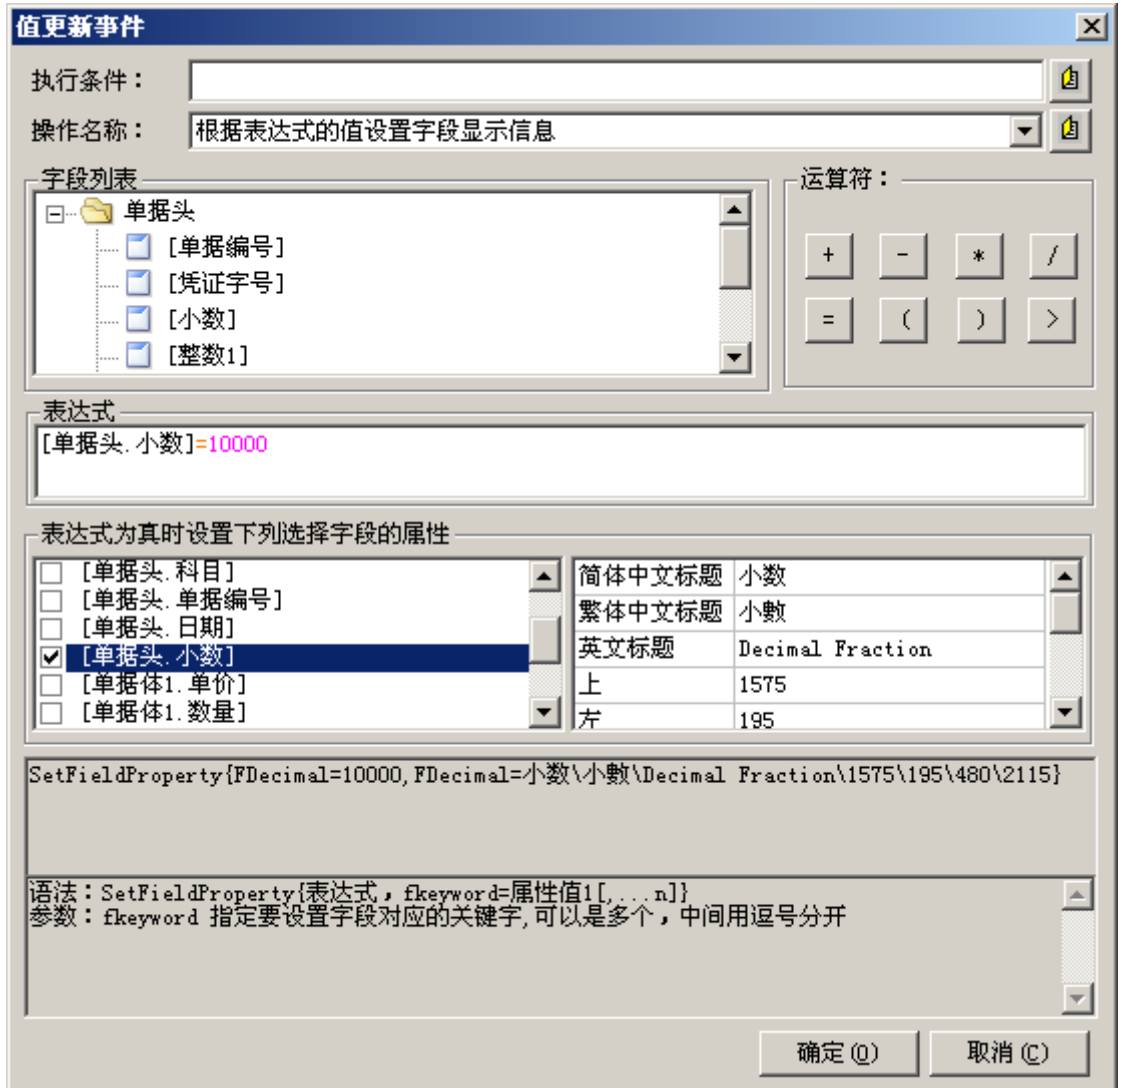 值更新事件
执行条件：
操作名称： 根据表达式的值设置字段显示信息
字段列表 运算符：
单据头
[单据编号]
[凭证字号]
[小数]
[整数1]
+ - * /
= ( ) >
表达式
[单据头.小数]=10000
表达式为真时设置下列选择字段的属性
[单据头.科目]
[单据头.单据编号]
[单据头.日期]
[单据头.小数]
[单据体1.单价]
[单据体1.数量]
简体中文标题 小数
繁体中文标题 小數
英文标题 Decimal Fraction
上 1575
左 195
SetFieldProperty{FDecimal=10000,FDecimal=小数\小數\Decimal Fraction\1575\195\480\2115}
语法：SetFieldProperty{表达式，fkeyword=属性值1[,...n]}
参数：fkeyword 指定要设置字段对应的关键字,可以是多个，中间用逗号分开
确定(O) 取消(C)